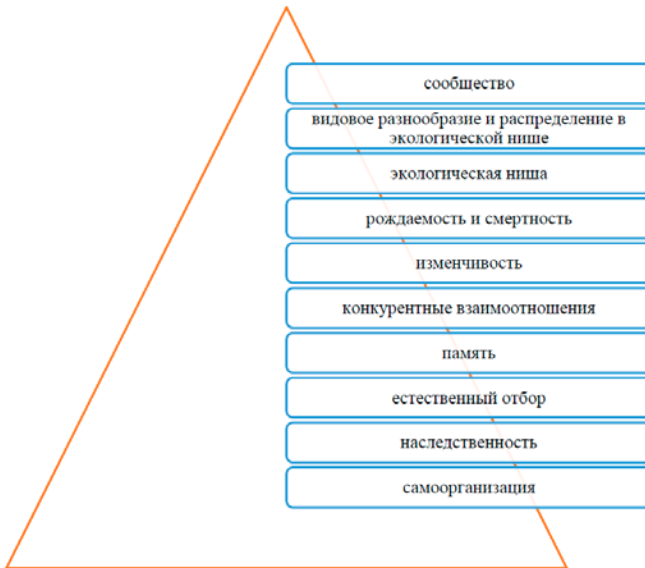 сообщество
видовое разнообразие и распределение в
экологической нише
экологическая ниша
рождаемость и смертность
изменчивость
конкурентные взаимоотношения
память
естественный отбор
наследственность
самоорганизация